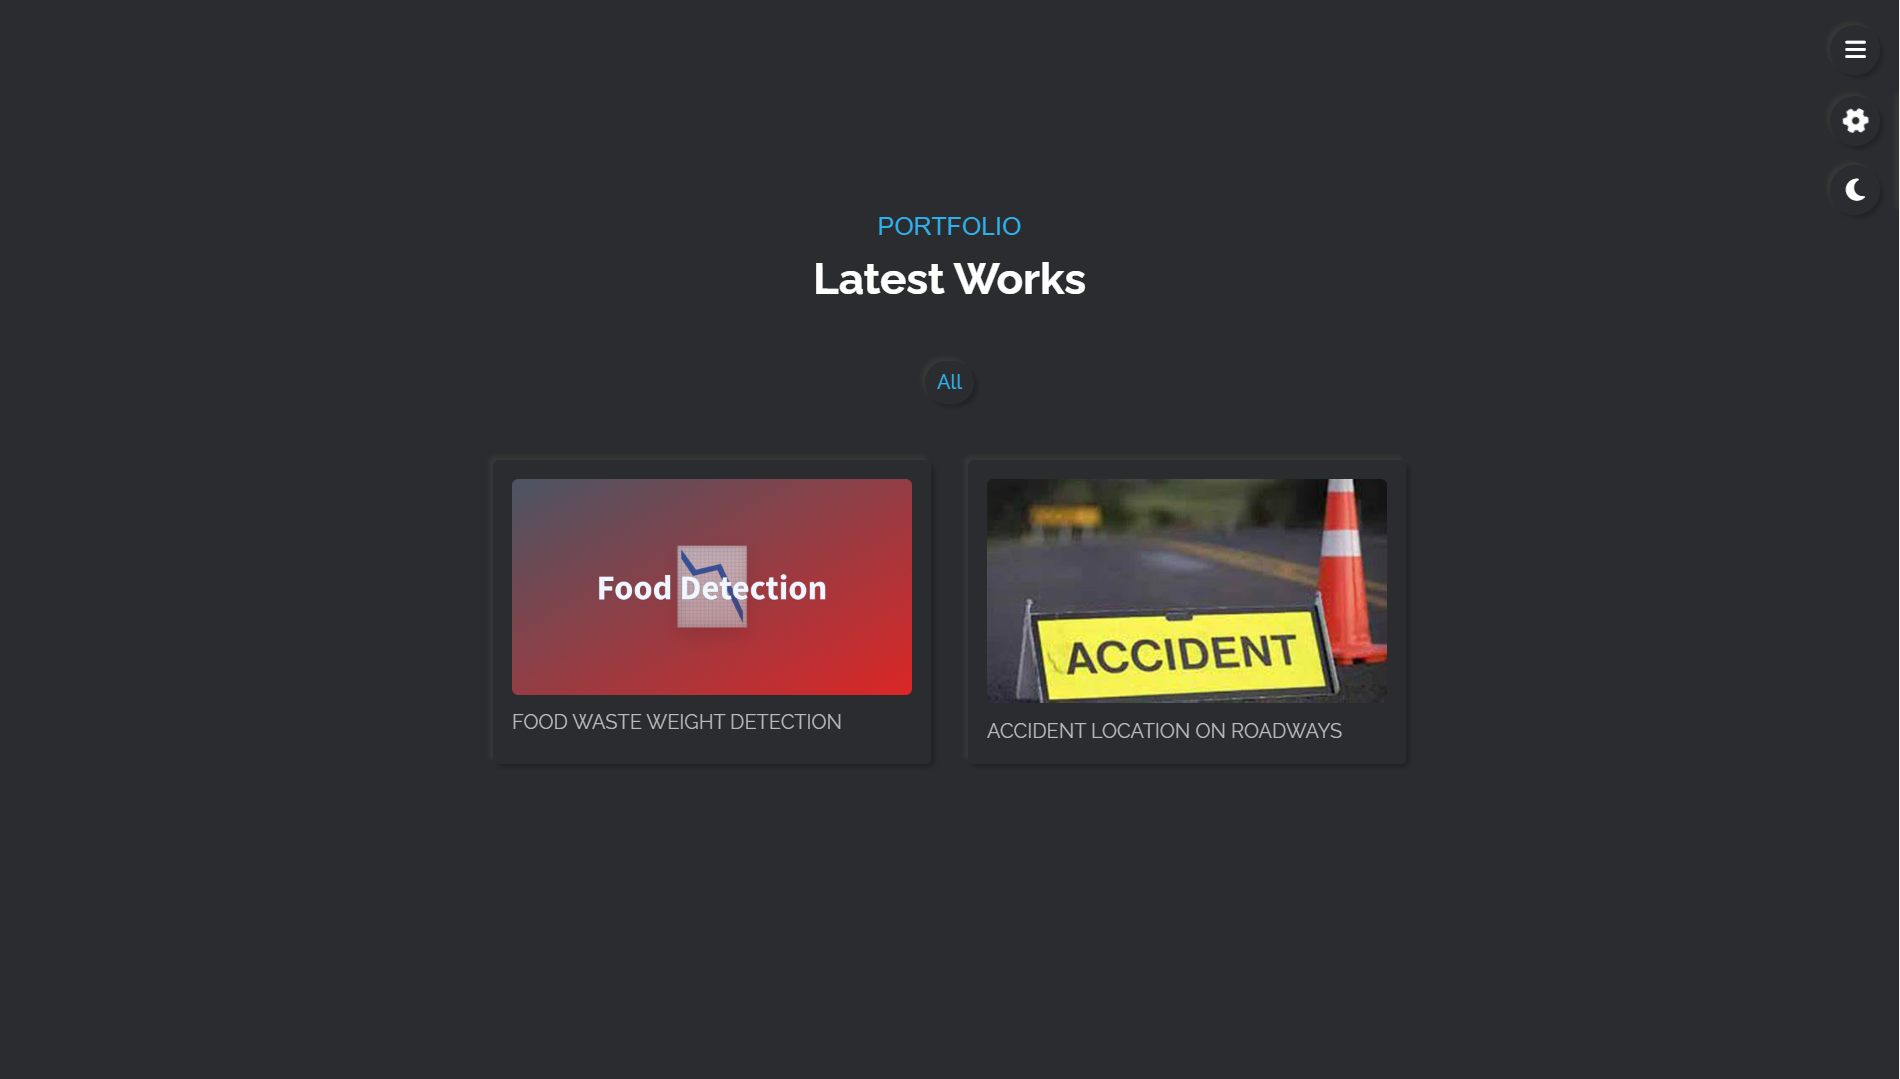 PORTFOLIO
Latest Works
All
Food Detection
ACCIDENT
FOOD WASTE WEIGHT DETECTION
ACCIDENT LOCATION ON ROADWAYS